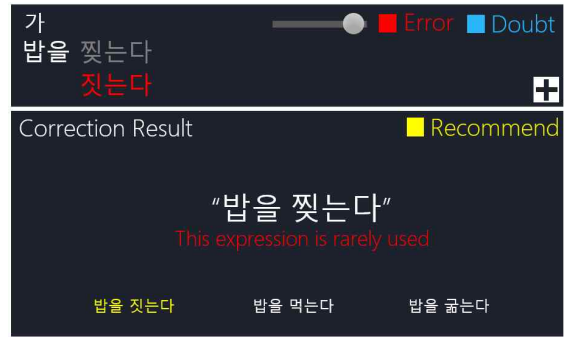 가
Error Doubt
밥을 찢는다
짓는다
Correction Result
Recommend
“밥을 찢는다”
This expression is rarely used
밥을 짓는다 밥을 먹는다 밥을 굶는다